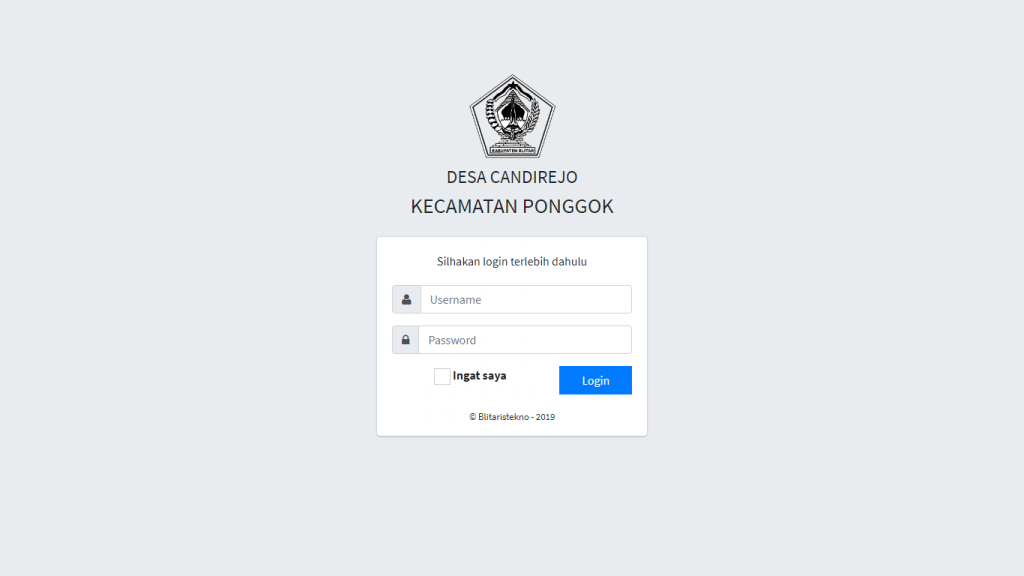 KABUPATEN BLITAR
DESA CANDIREJO
KECAMATAN PONGGOK
Silhakan login terlebih dahulu
Username
Password
Ingat saya
Login
© Blitaristekno - 2019